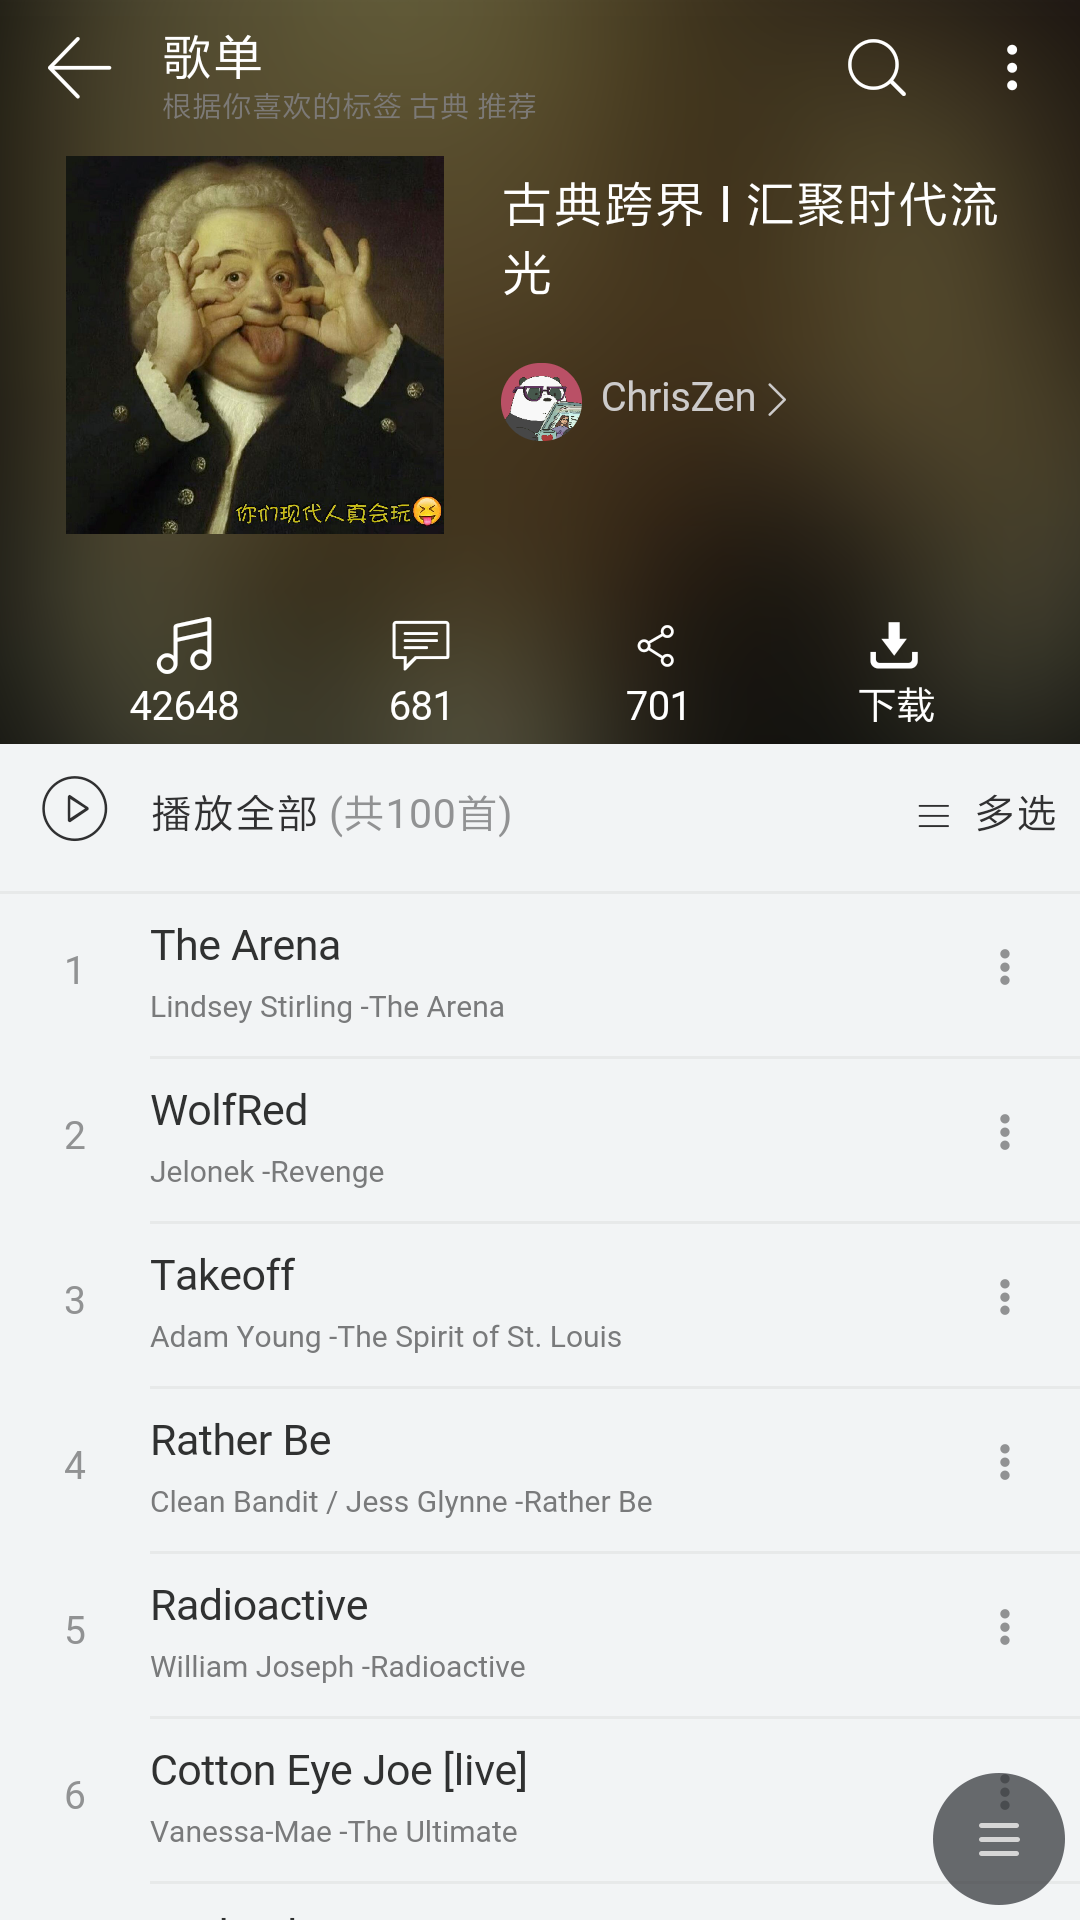 歌单
根据你喜欢的标签 古典 推荐
古典跨界 l 汇聚时代流
光
ChrisZen
你们现代人真会玩😝
42648
681
701
下载
播放全部 (共100首)
多选
1
The Arena
Lindsey Stirling -The Arena
2
WolfRed
Jelonek -Revenge
3
Takeoff
Adam Young -The Spirit of St. Louis
4
Rather Be
Clean Bandit / Jess Glynne -Rather Be
5
Radioactive
William Joseph -Radioactive
6
Cotton Eye Joe [live]
Vanessa-Mae -The Ultimate